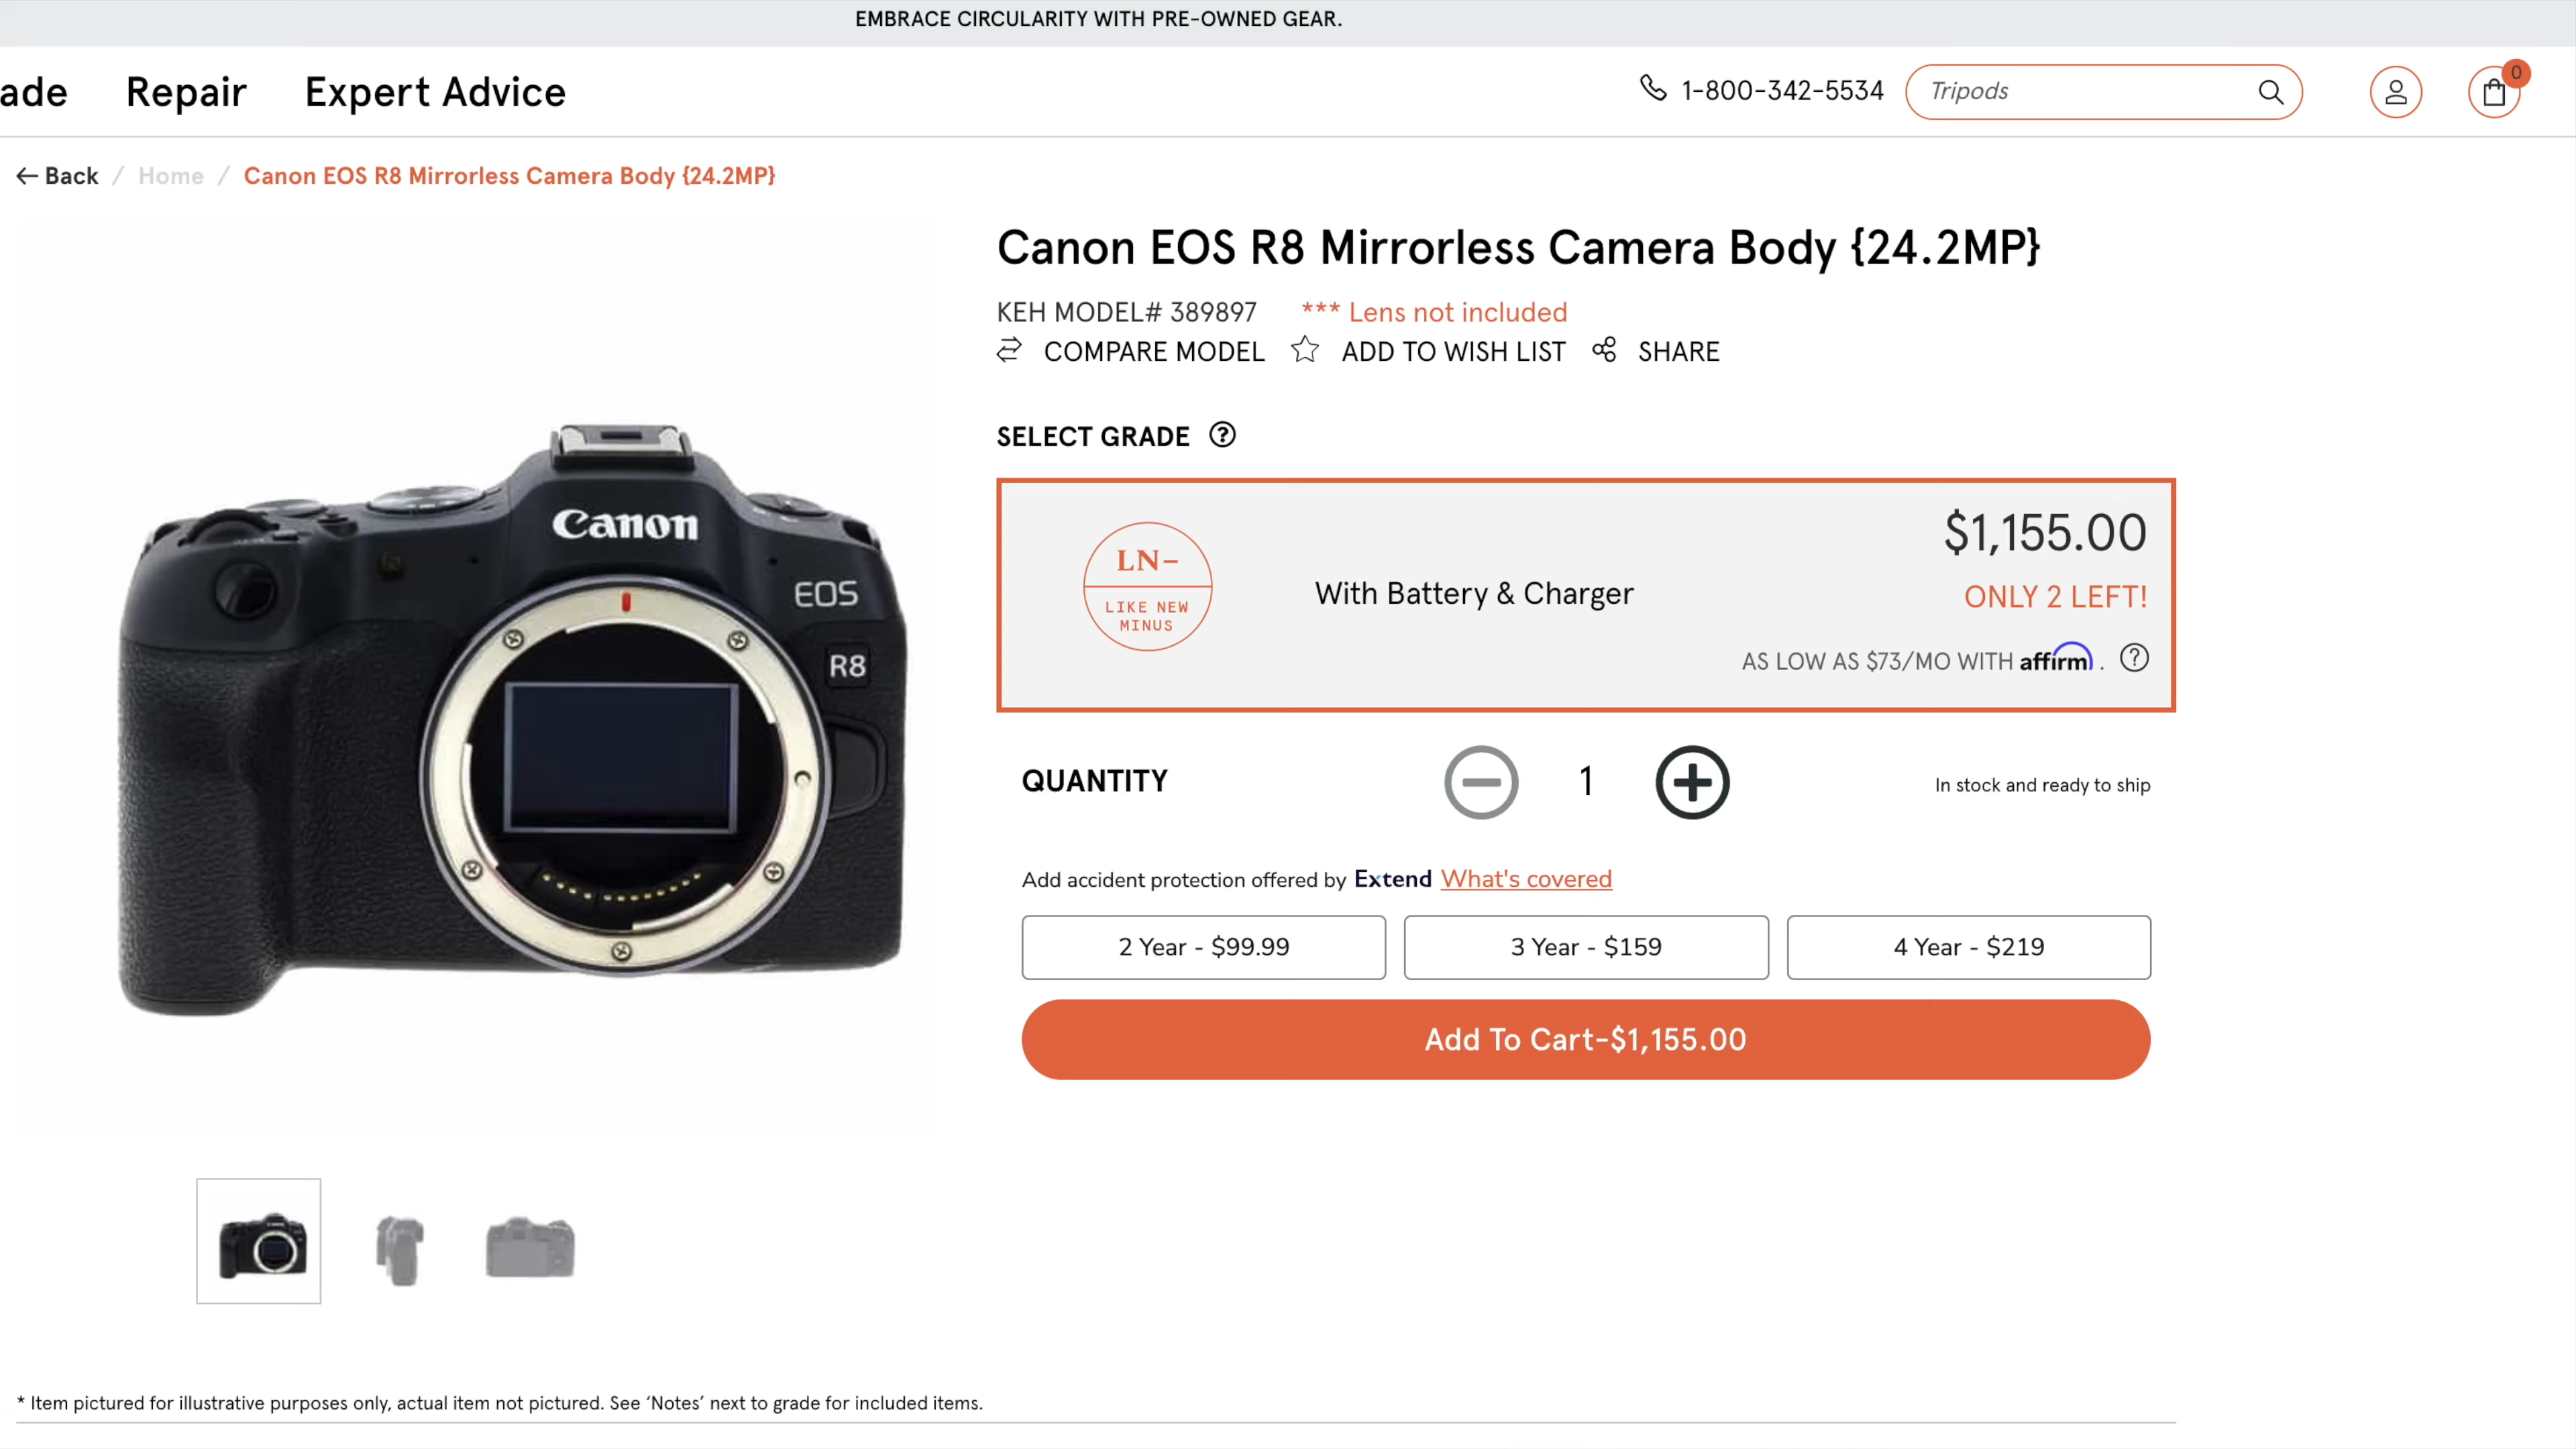 EMBRACE CIRCULARITY WITH PRE-OWNED GEAR.
ade Repair Expert Advice 1-800-342-5534 Tripods 0
← Back / Home / Canon EOS R8 Mirrorless Camera Body {24.2MP}
Canon EOS R8 Mirrorless Camera Body {24.2MP}
KEH MODEL# 389897 *** Lens not included
COMPARE MODEL ADD TO WISH LIST SHARE
SELECT GRADE ?
Canon
EOS
R8
LN-
LIKE NEW
MINUS
With Battery & Charger
$1,155.00
ONLY 2 LEFT!
AS LOW AS $73/MO WITH affirm . ?
QUANTITY 1 In stock and ready to ship
Add accident protection offered by Extend What's covered
2 Year - $99.99 3 Year - $159 4 Year - $219
Add To Cart-$1,155.00
* Item pictured for illustrative purposes only, actual item not pictured. See ‘Notes’ next to grade for included items.